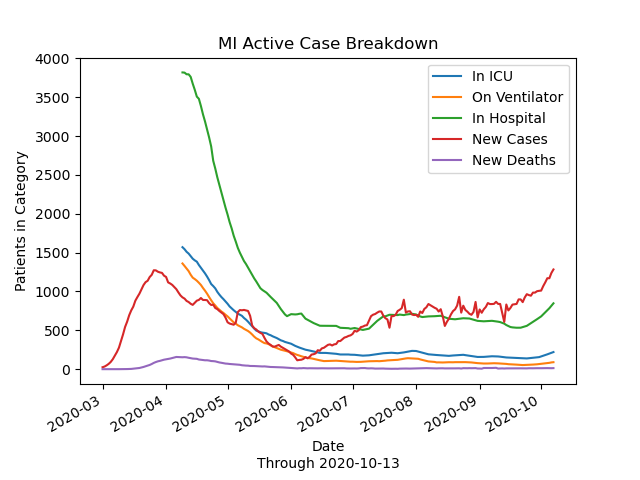 MI Active Case Breakdown
4000
3500
3000
2500
2000
1500
1000
500
0
Patients in Category
In ICU
On Ventilator
In Hospital
New Cases
New Deaths
2020-03
2020-04
2020-05
2020-06
2020-07
2020-08
2020-09
2020-10
Date
Through 2020-10-13